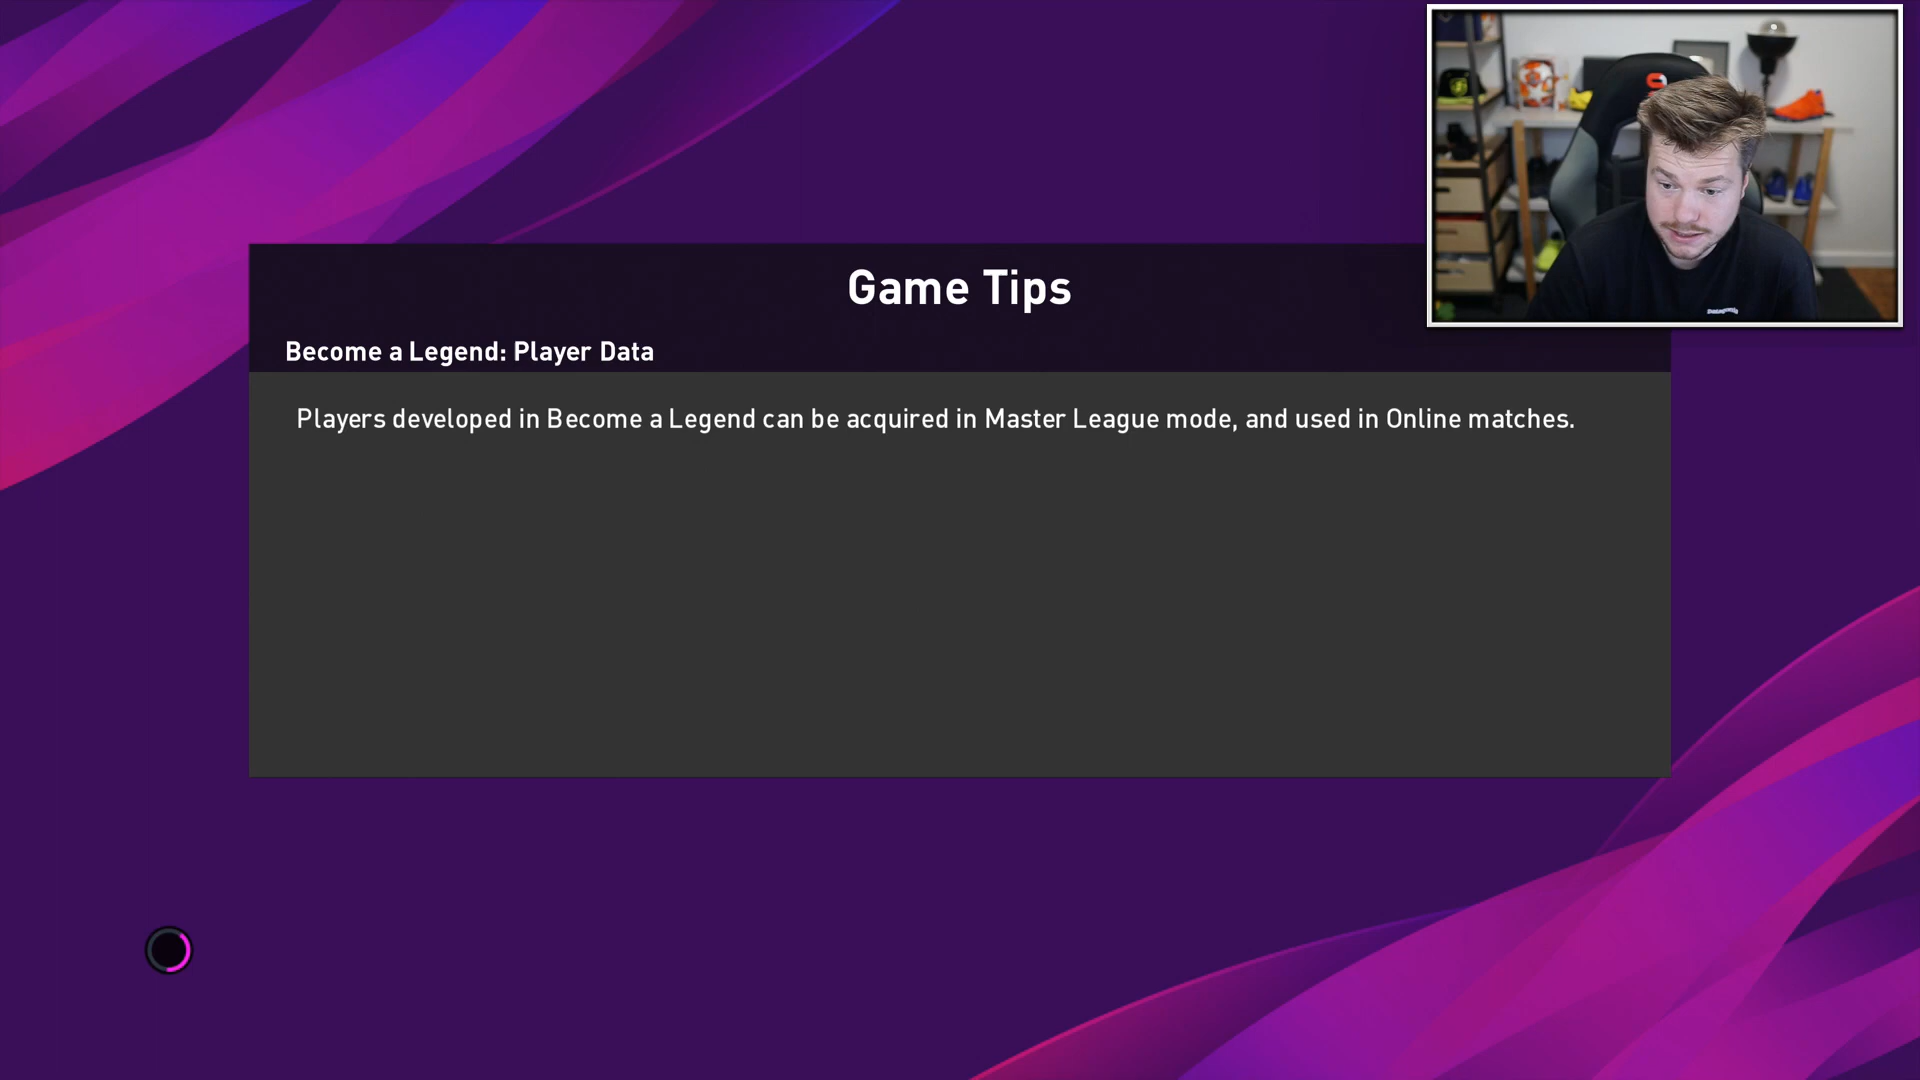 Game Tips
Become a Legend: Player Data
Players developed in Become a Legend can be acquired in Master League mode, and used in Online matches.